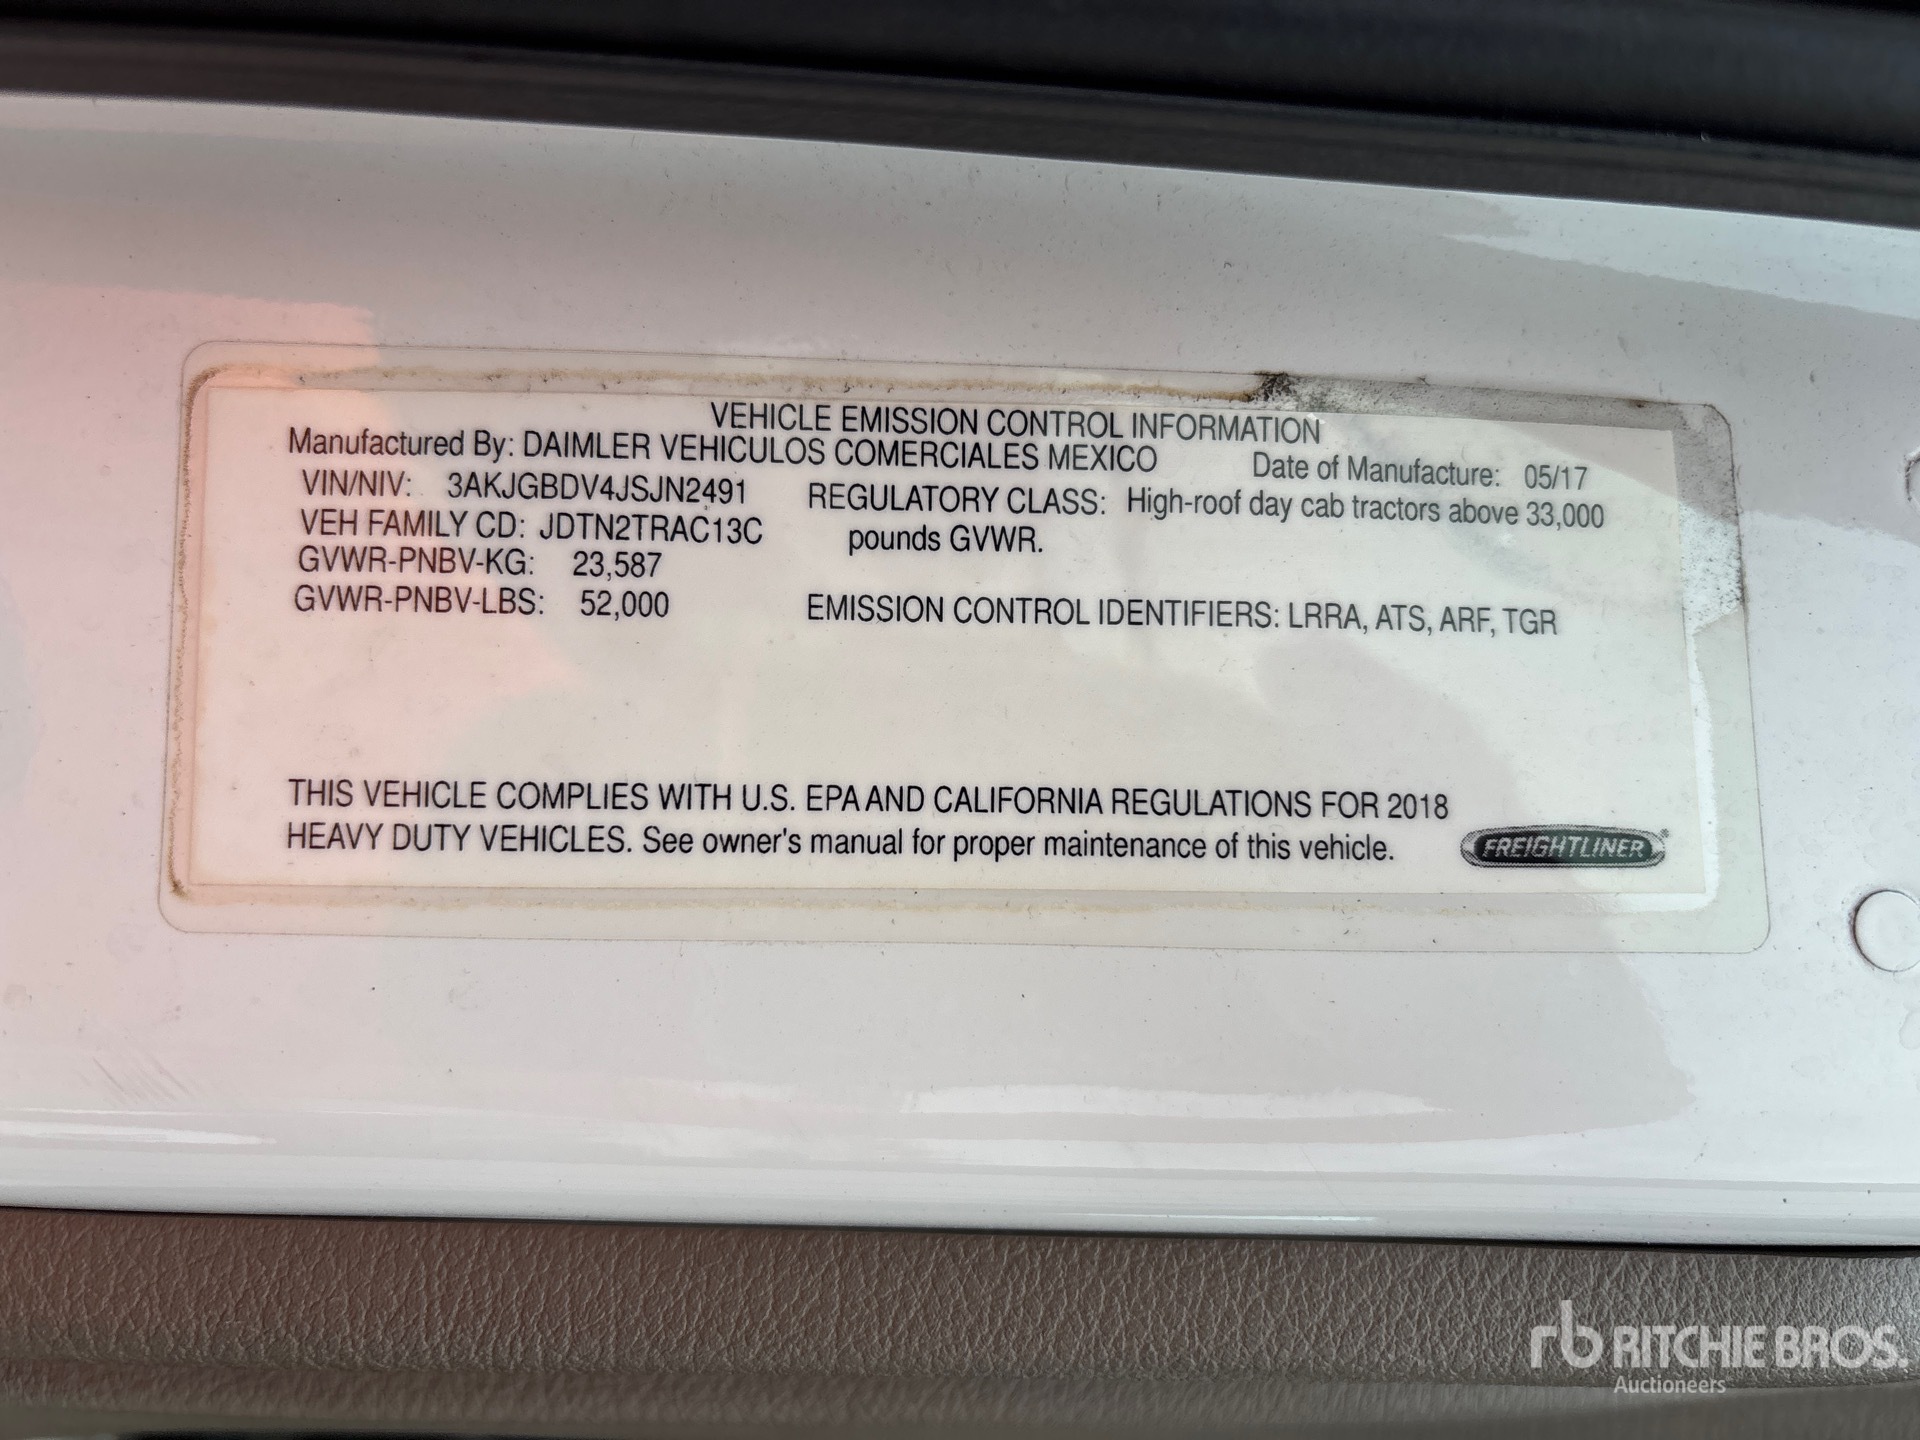 VEHICLE EMISSION CONTROL INFORMATION
Manufactured By: DAIMLER VEHICULOS COMERCIALES MEXICO
Date of Manufacture: 05/17
VIN/NIV: 3AKJGBDV4JSJN2491
VEH FAMILY CD: JDTN2TRAC13C
GVWR-PNBV-KG: 23,587
GVWR-PNBV-LBS: 52,000
REGULATORY CLASS: High-roof day cab tractors above 33,000
pounds GVWR.
EMISSION CONTROL IDENTIFIERS: LRRA, ATS, ARF, TGR
THIS VEHICLE COMPLIES WITH U.S. EPA AND CALIFORNIA REGULATIONS FOR 2018
HEAVY DUTY VEHICLES. See owner's manual for proper maintenance of this vehicle.
FREIGHTLINER®
rb RITCHIE BROS.
Auctioneers